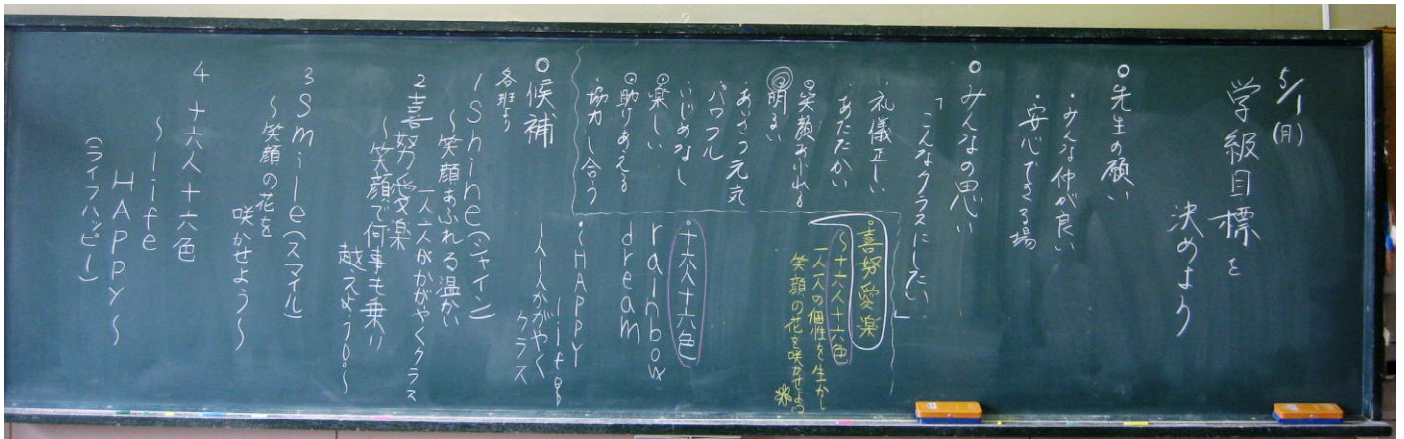 5/1(月)
学級目標を
決めよう
○先生の願い
・みんな仲が良い
・安心できる場
○みんなの思い
「こんなクラスにしたい」
・礼儀正しい
・あたたかい
・笑顔あふれる
・明るい
・あいさつ元気
・パワフル
・いじめなし
・楽しい
・助けあえる
・協力し合う
・喜努愛楽
～十六人十六色
一人一人の個性を生かし
笑顔の花を咲かせよう
・十六人十六色
rainbow
dream
・～HAPPY
life
一人一人がかがやく
クラス
○候補
各班より
1 Shine(シャイン)
～笑顔あふれる温かい
一人一人がかがやくクラス
2 喜努愛楽
～笑顔で何事も乗り
越えよう～
3 Smile(スマイル)
～笑顔の花を
咲かせよう～
4 十六人十六色
～life
HAPPY～
(ライフハッピー)